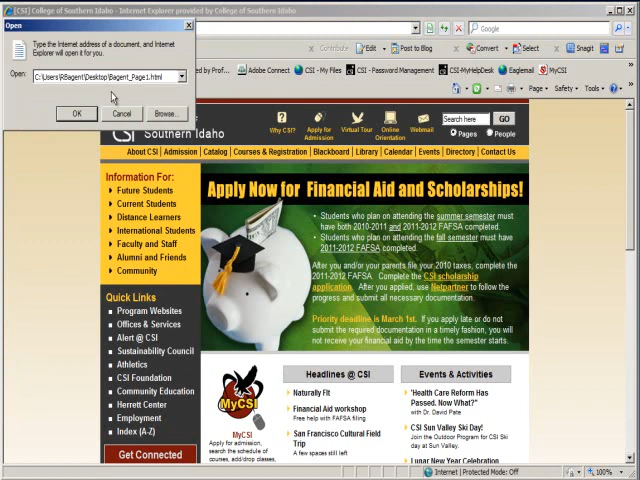 [CSI] College of Southern Idaho - Internet Explorer provided by College of Southern Idaho
Open
Type the Internet address of a document, and Internet
Explorer will open it for you.
Open: C:\Users\RBagent\Desktop\Bagent_Page1.html
OK Cancel Browse...
Google
Contribute Edit Post to Blog Convert Select Snagit
ed by Prof... Adobe Connect CSI - My Files CSI - Password Management CSI-MyHelpDesk Eaglemail MyCSI
Page Safety Tools
CSI Southern Idaho
Why CSI? Apply for Admission Virtual Tour Online Orientation Webmail
Search here GO
Pages People
About CSI | Admission | Catalog | Courses & Registration | Blackboard | Library | Calendar | Events | Directory | Contact Us
Information For:
Future Students
Current Students
Distance Learners
International Students
Faculty and Staff
Alumni and Friends
Community
Quick Links
Program Websites
Offices & Services
Alert @ CSI
Sustainability Council
Athletics
CSI Foundation
Community Education
Herrett Center
Employment
Index (A-Z)
Get Connected
Apply Now for Financial Aid and Scholarships!
• Students who plan on attending the summer semester must
have both 2010-2011 and 2011-2012 FAFSA completed.
• Students who plan on attending the fall semester must have
2011-2012 FAFSA completed.
After you and/or your parents file your 2010 taxes, complete the
2011-2012 FAFSA. Complete the CSI scholarship
application. After you've applied, use Netpartner to follow the
progress and submit all necessary documentation.
Priority deadline is March 1st. If you apply late or do not
submit the required documentation in a timely fashion, you will
not receive your financial aid by the time the semester starts.
MyCSI
MyCSI
Apply for admission,
search the schedule of
courses, add/drop classes,
Headlines @ CSI
Naturally Fit
Financial Aid workshop
Free help with FAFSA filing
San Francisco Cultural Field
Trip
A few spaces still left
Events & Activities
"Health Care Reform Has
Passed. Now What?"
with Dr. David Pate
CSI Sun Valley Ski Day!
Join the Outdoor Program for CSI Ski
day at Sun Valley.
Lunar New Year Celebration
Internet | Protected Mode: Off 100%